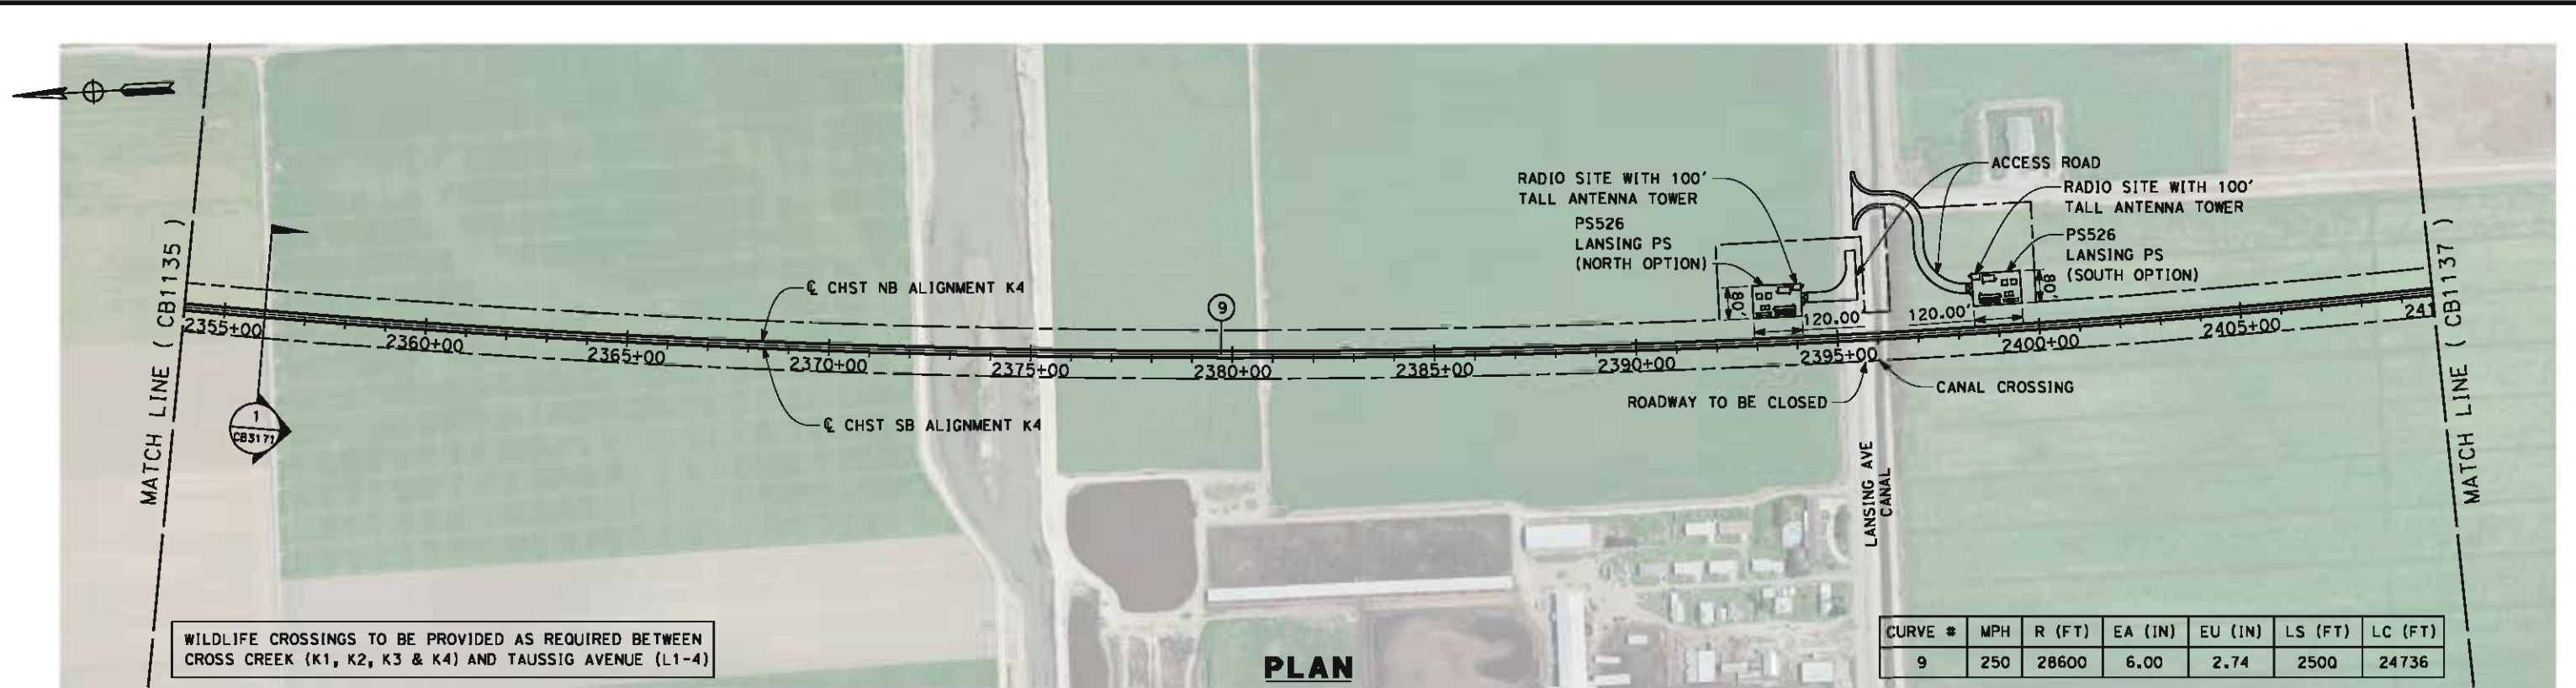 MATCH LINE ( CB1135 )
1
CB3171
2355+00
2360+00
2365+00
2370+00
2375+00
2380+00
2385+00
2390+00
2395+00
2400+00
2405+00
241
℄ CHST NB ALIGNMENT K4
℄ CHST SB ALIGNMENT K4
9
RADIO SITE WITH 100'
TALL ANTENNA TOWER
PS526
LANSING PS
(NORTH OPTION)
80'
120.00
ACCESS ROAD
RADIO SITE WITH 100'
TALL ANTENNA TOWER
PS526
LANSING PS
(SOUTH OPTION)
80'
120.00'
ROADWAY TO BE CLOSED
CANAL CROSSING
LANSING AVE
CANAL
MATCH LINE ( CB1137 )
WILDLIFE CROSSINGS TO BE PROVIDED AS REQUIRED BETWEEN
CROSS CREEK (K1, K2, K3 & K4) AND TAUSSIG AVENUE (L1-4)
PLAN
CURVE # MPH R (FT) EA (IN) EU (IN) LS (FT) LC (FT)
9 250 28600 6.00 2.74 2500 24736